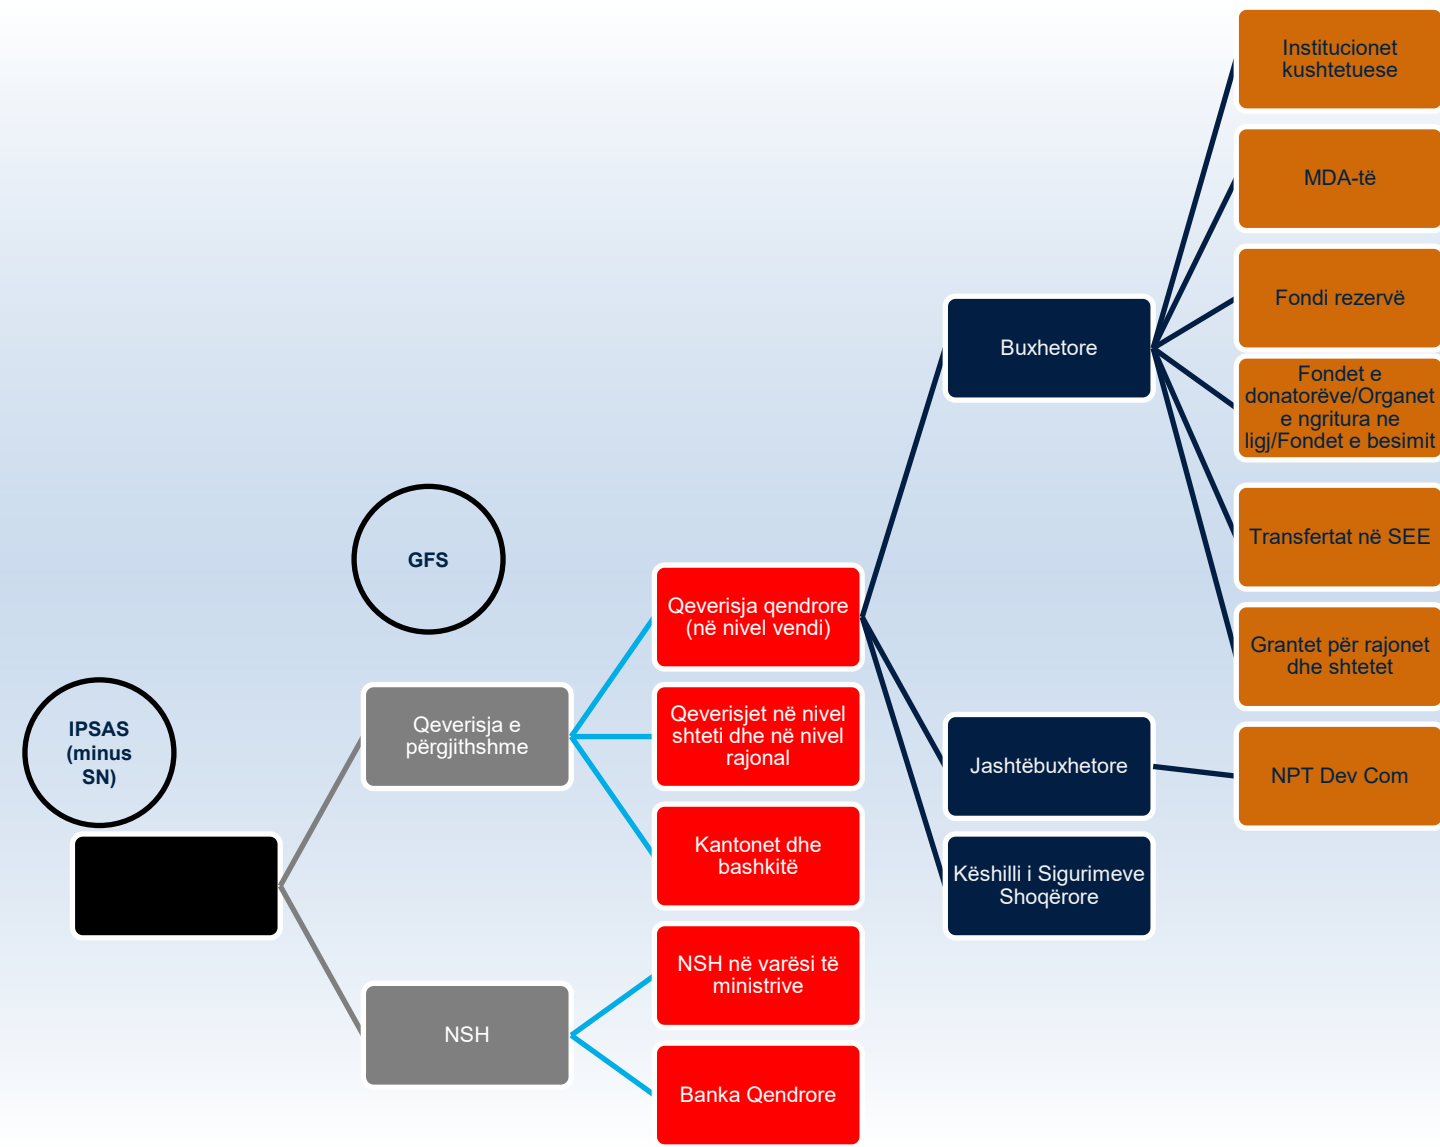 IPSAS
(minus
SN)
GFS
Qeverisja e
përgjithshme
NSH
Qeverisja qendrore
(në nivel vendi)
Qeverisjet në nivel
shteti dhe në nivel
rajonal
Kantonet dhe
bashkitë
NSH në varësi të
ministrive
Banka Qendrore
Buxhetore
Jashtëbuxhetore
Këshilli i Sigurimeve
Shoqërore
Institucionet
kushtetuese
MDA-të
Fondi rezervë
Fondet e
donatorëve/Organet
e ngritura ne
ligj/Fondet e besimit
Transfertat në SEE
Grantet për rajonet
dhe shtetet
NPT Dev Com